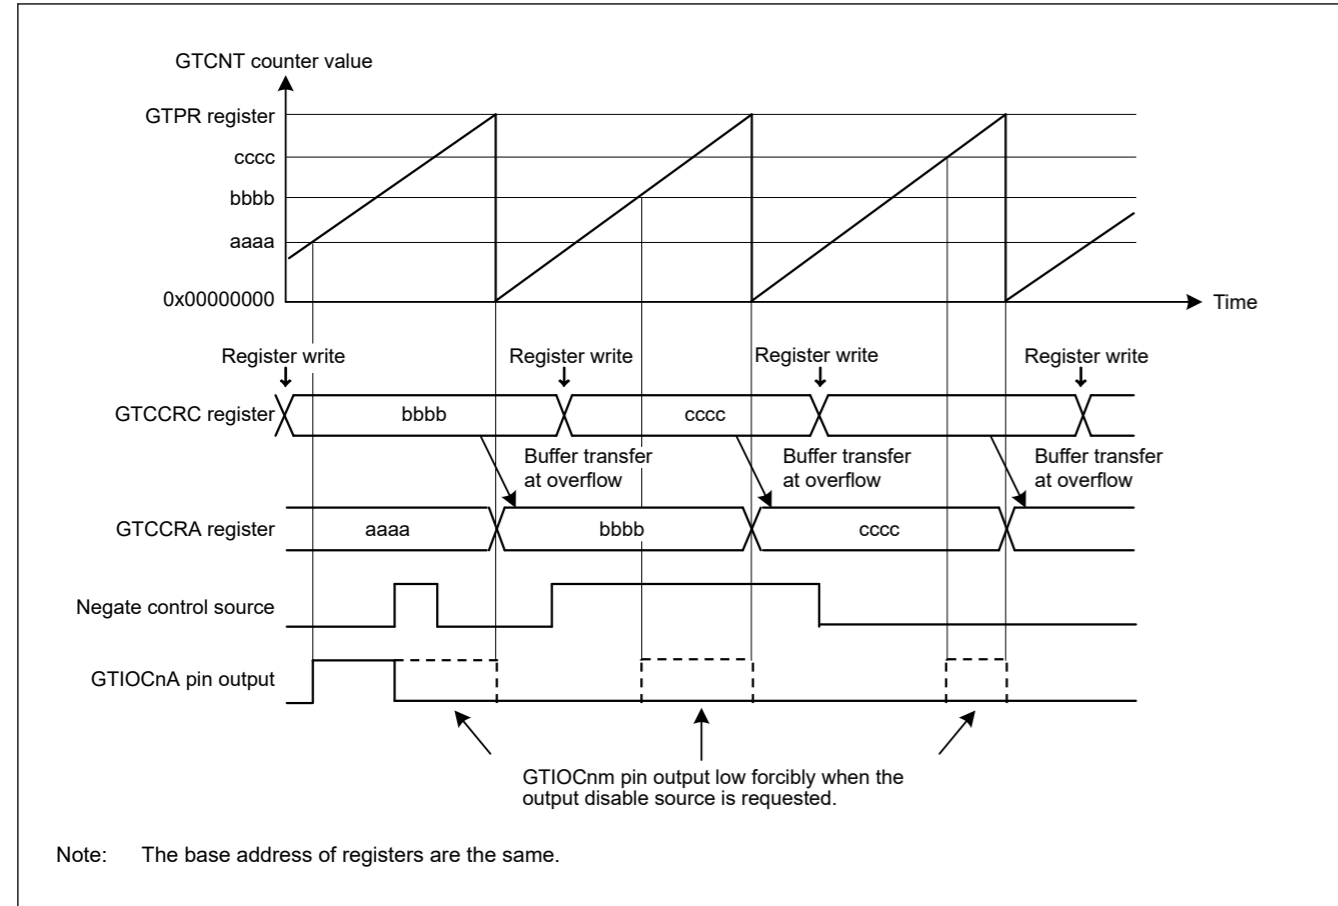 GTCNT counter value
GTPR register
cccc
bbbb
aaaa
0x00000000
Time
Register write
Register write
Register write
Register write
GTCCRC register
bbbb
cccc
Buffer transfer
at overflow
Buffer transfer
at overflow
Buffer transfer
at overflow
GTCCRA register
aaaa
bbbb
cccc
Negate control source
GTIOCnA pin output
GTIOCnm pin output low forcibly when the
output disable source is requested.
Note: The base address of registers are the same.